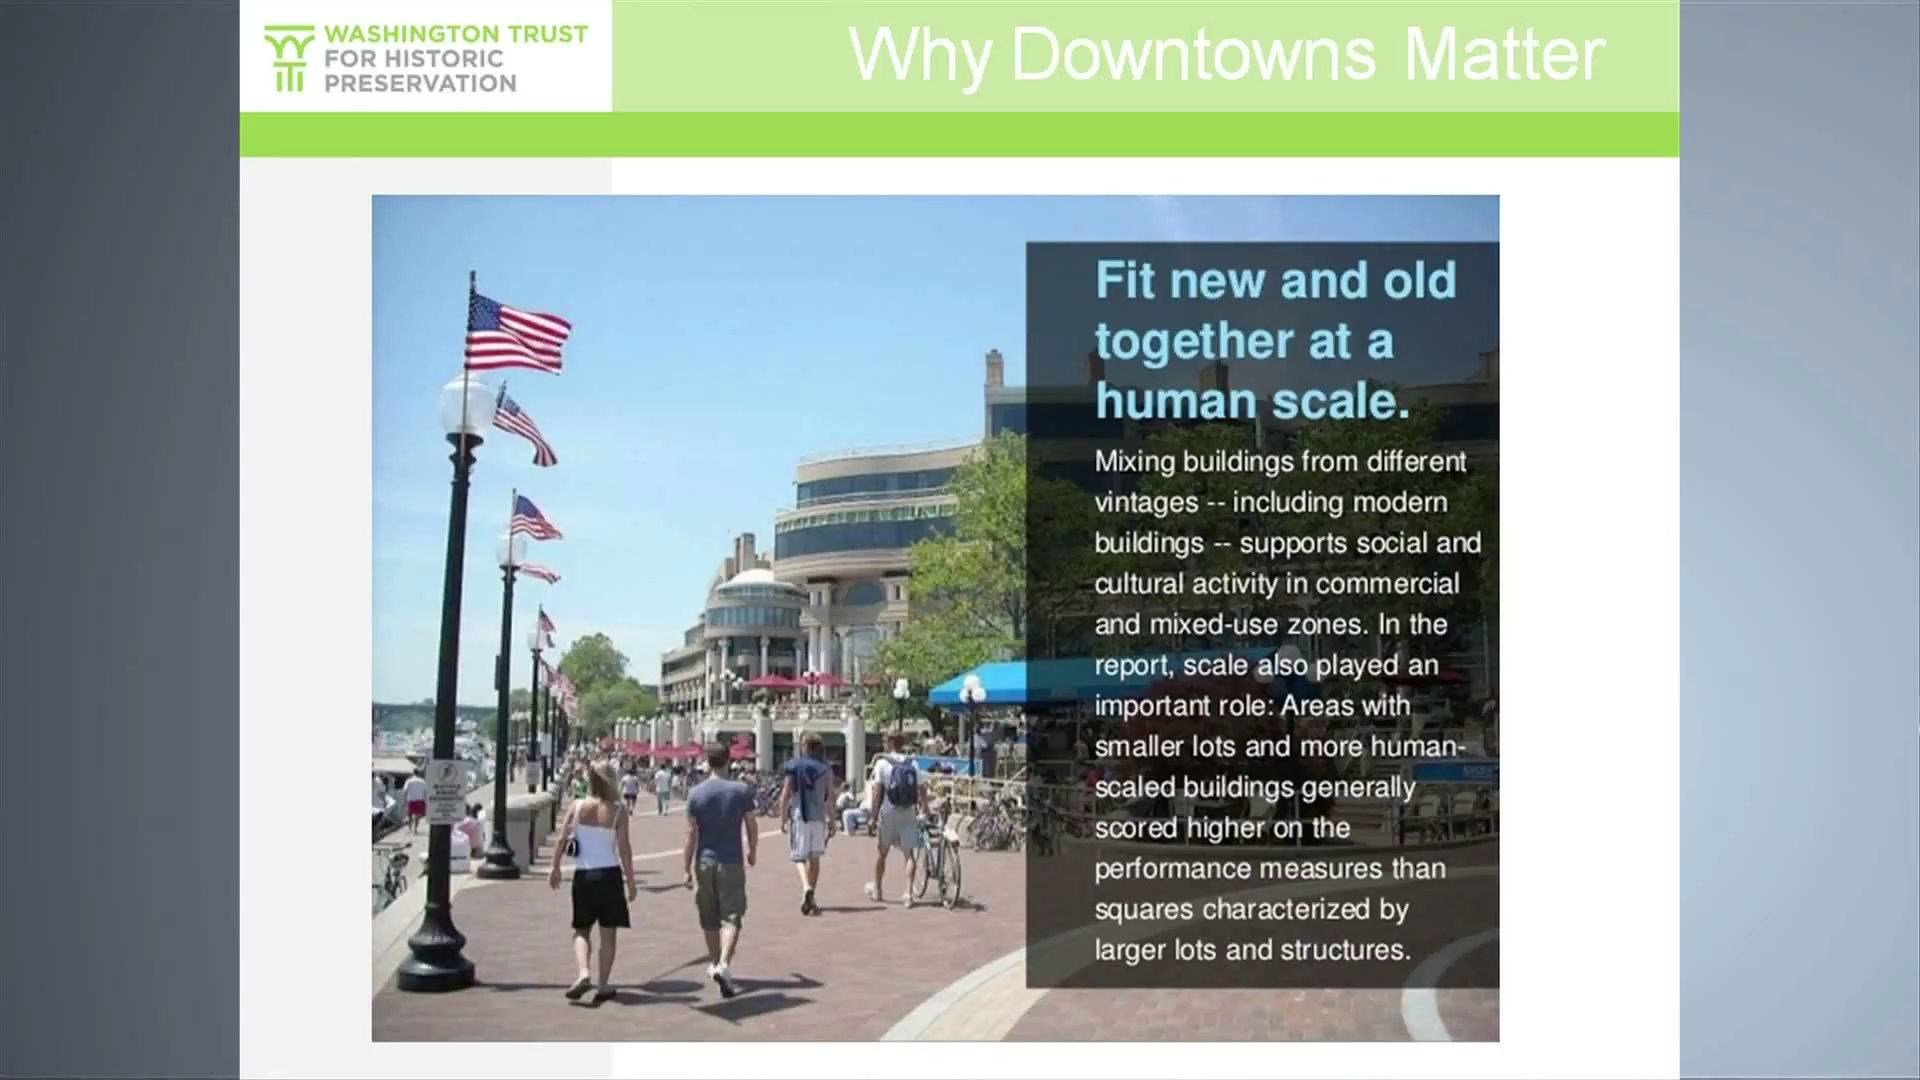 WASHINGTON TRUST
FOR HISTORIC
PRESERVATION
Why Downtowns Matter
Fit new and old
together at a
human scale.
Mixing buildings from different
vintages -- including modern
buildings -- supports social and
cultural activity in commercial
and mixed-use zones. In the
report, scale also played an
important role: Areas with
smaller lots and more human-
scaled buildings generally
scored higher on the
performance measures than
squares characterized by
larger lots and structures.